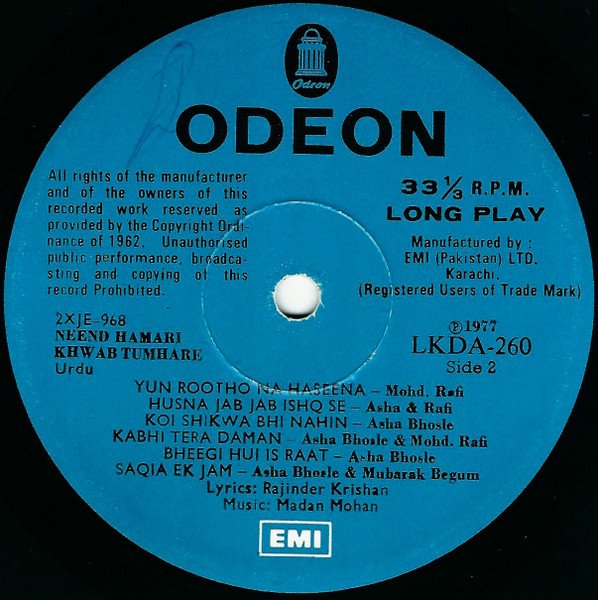 Odeon
ODEON
All rights of the manufacturer
and of the owners of this
recorded work reserved as
provided by the Copyright Ordi-
nance of 1962, Unauthorised
public performance, broadca-
sting and copying of this
record Prohibited.
33⅓ R.P.M.
LONG PLAY
Manufactured by :
EMI (Pakistan) LTD,
Karachi,
(Registered Users of Trade Mark)
2XJE-968
NEEND HAMARI
KHWAB TUMHARE
Urdu
℗1977
LKDA-260
Side 2
YUN ROOTHO NA HASEENA – Mohd. Rafi
HUSNA JAB JAB ISHQ SE – Asha & Rafi
KOI SHIKWA BHI NAHIN – Asha Bhosle
KABHI TERA DAMAN – Asha Bhosle & Mohd. Rafi
BHEEGI HUI IS RAAT – Asha Bhosle
SAQIA EK JAM – Asha Bhosle & Mubarak Begum
Lyrics: Rajinder Krishan
Music: Madan Mohan
EMI